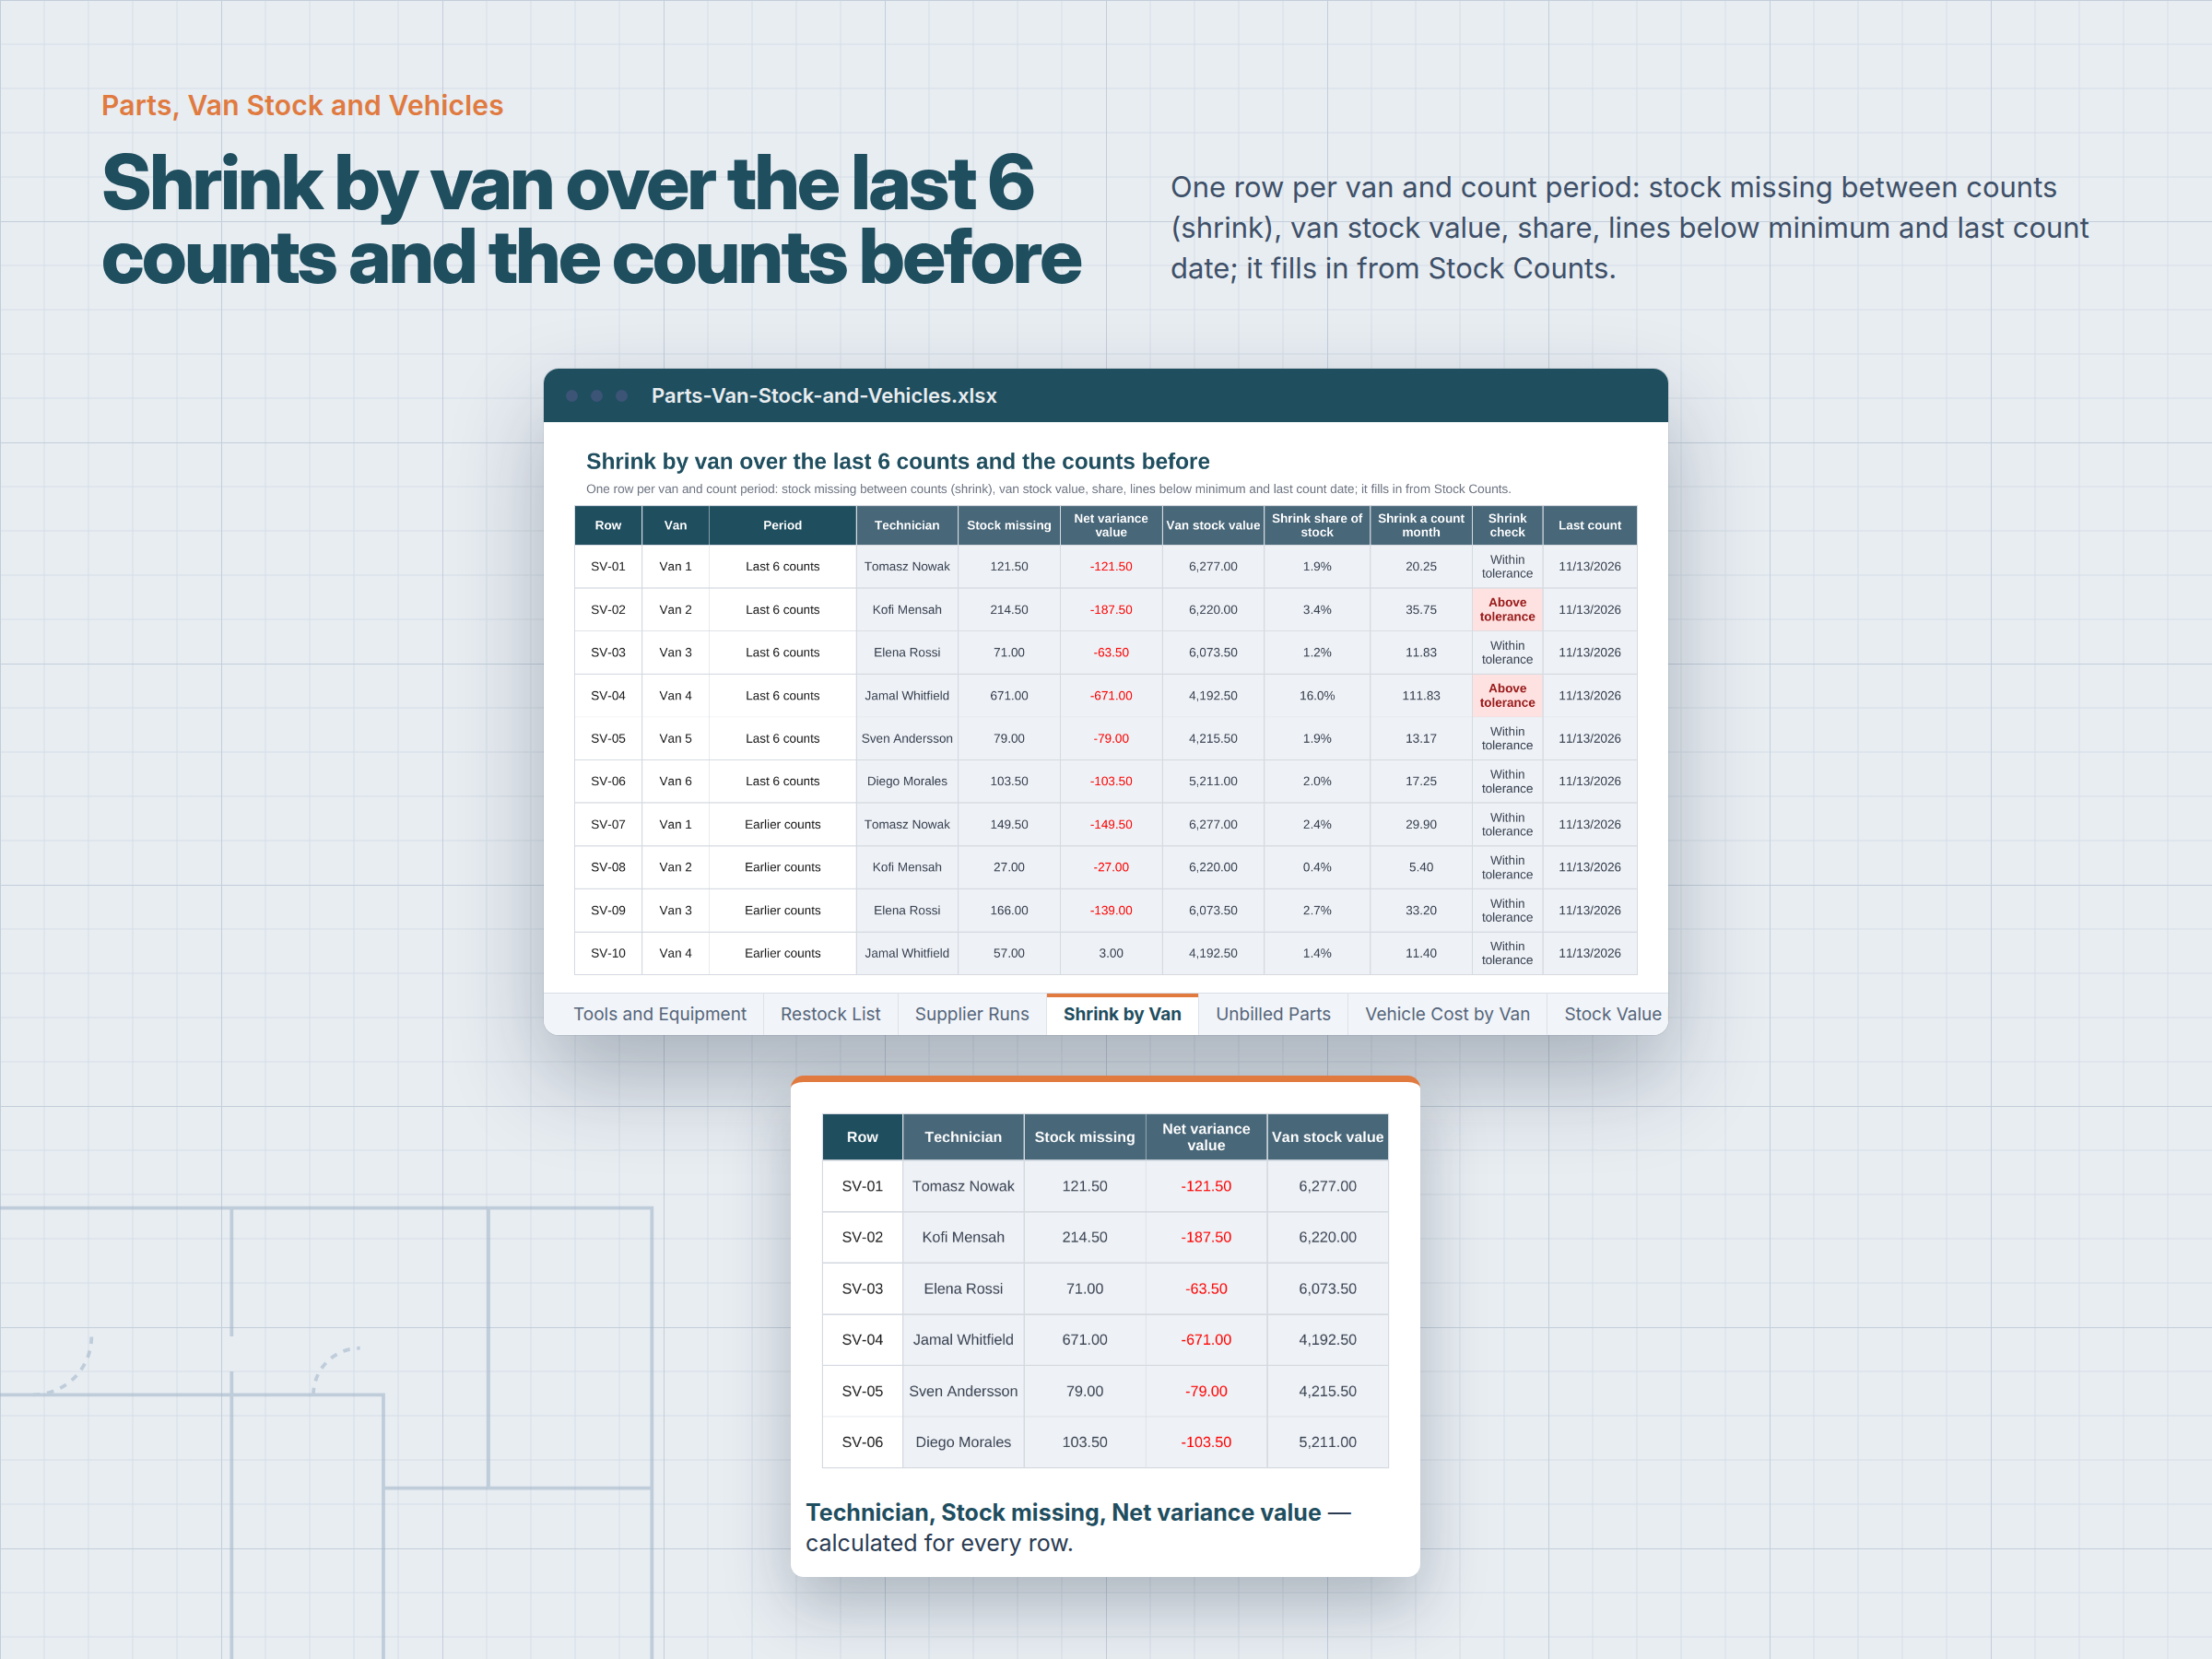 Parts, Van Stock and Vehicles
Shrink by van over the last 6
counts and the counts before
One row per van and count period: stock missing between counts
(shrink), van stock value, share, lines below minimum and last count
date; it fills in from Stock Counts.
Parts-Van-Stock-and-Vehicles.xlsx
Shrink by van over the last 6 counts and the counts before
One row per van and count period: stock missing between counts (shrink), van stock value, share, lines below minimum and last count date; it fills in from Stock Counts.
Row Van Period Technician Stock missing Net variance value Van stock value Shrink share of stock Shrink a count month Shrink check Last count
SV-01 Van 1 Last 6 counts Tomasz Nowak 121.50 -121.50 6,277.00 1.9% 20.25 Within tolerance 11/13/2026
SV-02 Van 2 Last 6 counts Kofi Mensah 214.50 -187.50 6,220.00 3.4% 35.75 Above tolerance 11/13/2026
SV-03 Van 3 Last 6 counts Elena Rossi 71.00 -63.50 6,073.50 1.2% 11.83 Within tolerance 11/13/2026
SV-04 Van 4 Last 6 counts Jamal Whitfield 671.00 -671.00 4,192.50 16.0% 111.83 Above tolerance 11/13/2026
SV-05 Van 5 Last 6 counts Sven Andersson 79.00 -79.00 4,215.50 1.9% 13.17 Within tolerance 11/13/2026
SV-06 Van 6 Last 6 counts Diego Morales 103.50 -103.50 5,211.00 2.0% 17.25 Within tolerance 11/13/2026
SV-07 Van 1 Earlier counts Tomasz Nowak 149.50 -149.50 6,277.00 2.4% 29.90 Within tolerance 11/13/2026
SV-08 Van 2 Earlier counts Kofi Mensah 27.00 -27.00 6,220.00 0.4% 5.40 Within tolerance 11/13/2026
SV-09 Van 3 Earlier counts Elena Rossi 166.00 -139.00 6,073.50 2.7% 33.20 Within tolerance 11/13/2026
SV-10 Van 4 Earlier counts Jamal Whitfield 57.00 3.00 4,192.50 1.4% 11.40 Within tolerance 11/13/2026
Tools and Equipment Restock List Supplier Runs Shrink by Van Unbilled Parts Vehicle Cost by Van Stock Value
Row Technician Stock missing Net variance value Van stock value
SV-01 Tomasz Nowak 121.50 -121.50 6,277.00
SV-02 Kofi Mensah 214.50 -187.50 6,220.00
SV-03 Elena Rossi 71.00 -63.50 6,073.50
SV-04 Jamal Whitfield 671.00 -671.00 4,192.50
SV-05 Sven Andersson 79.00 -79.00 4,215.50
SV-06 Diego Morales 103.50 -103.50 5,211.00
Technician, Stock missing, Net variance value —
calculated for every row.